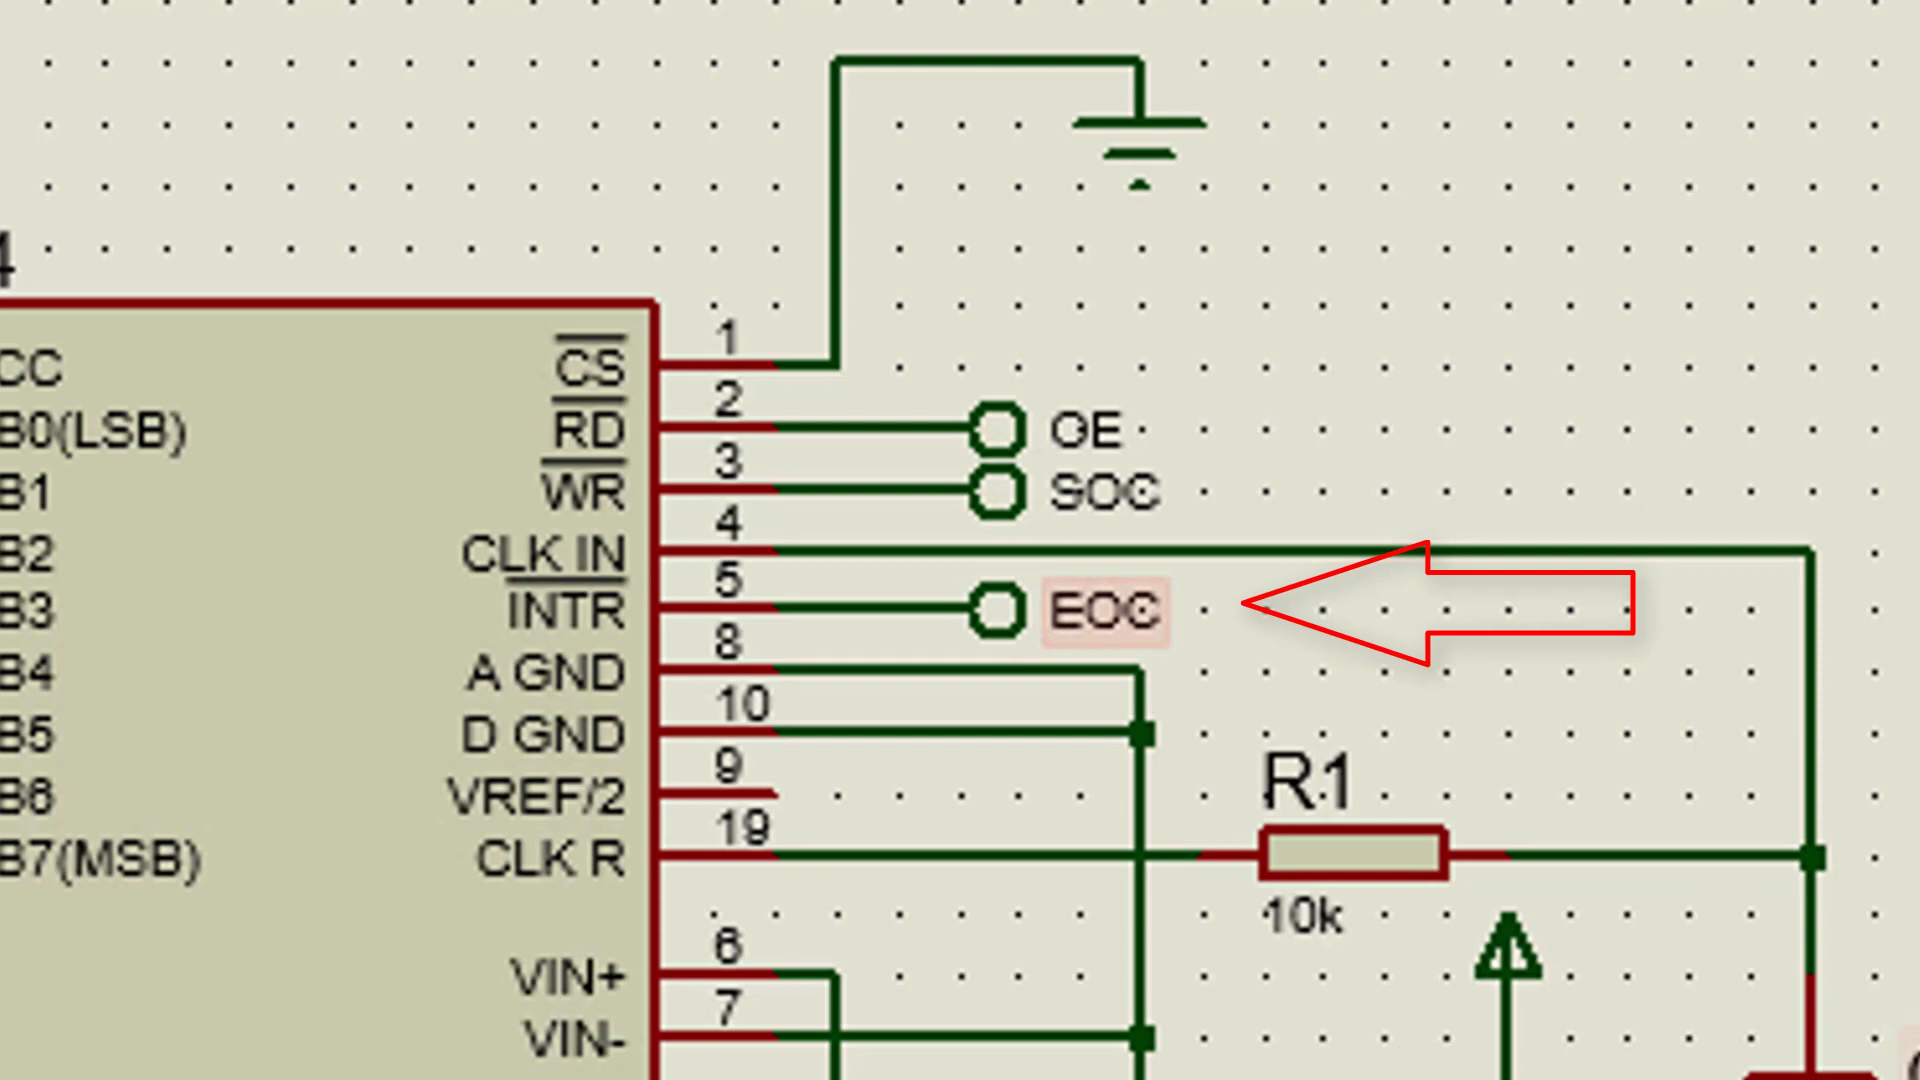 4
CC
B0(LSB)
B1
B2
B3
B4
B5
B6
B7(MSB)
CS
RD
WR
CLK IN
INTR
A GND
D GND
VREF/2
CLK R
VIN+
VIN-
1
2
3
4
5
8
10
9
19
6
7
OE
SOC
EOC
R1
10k